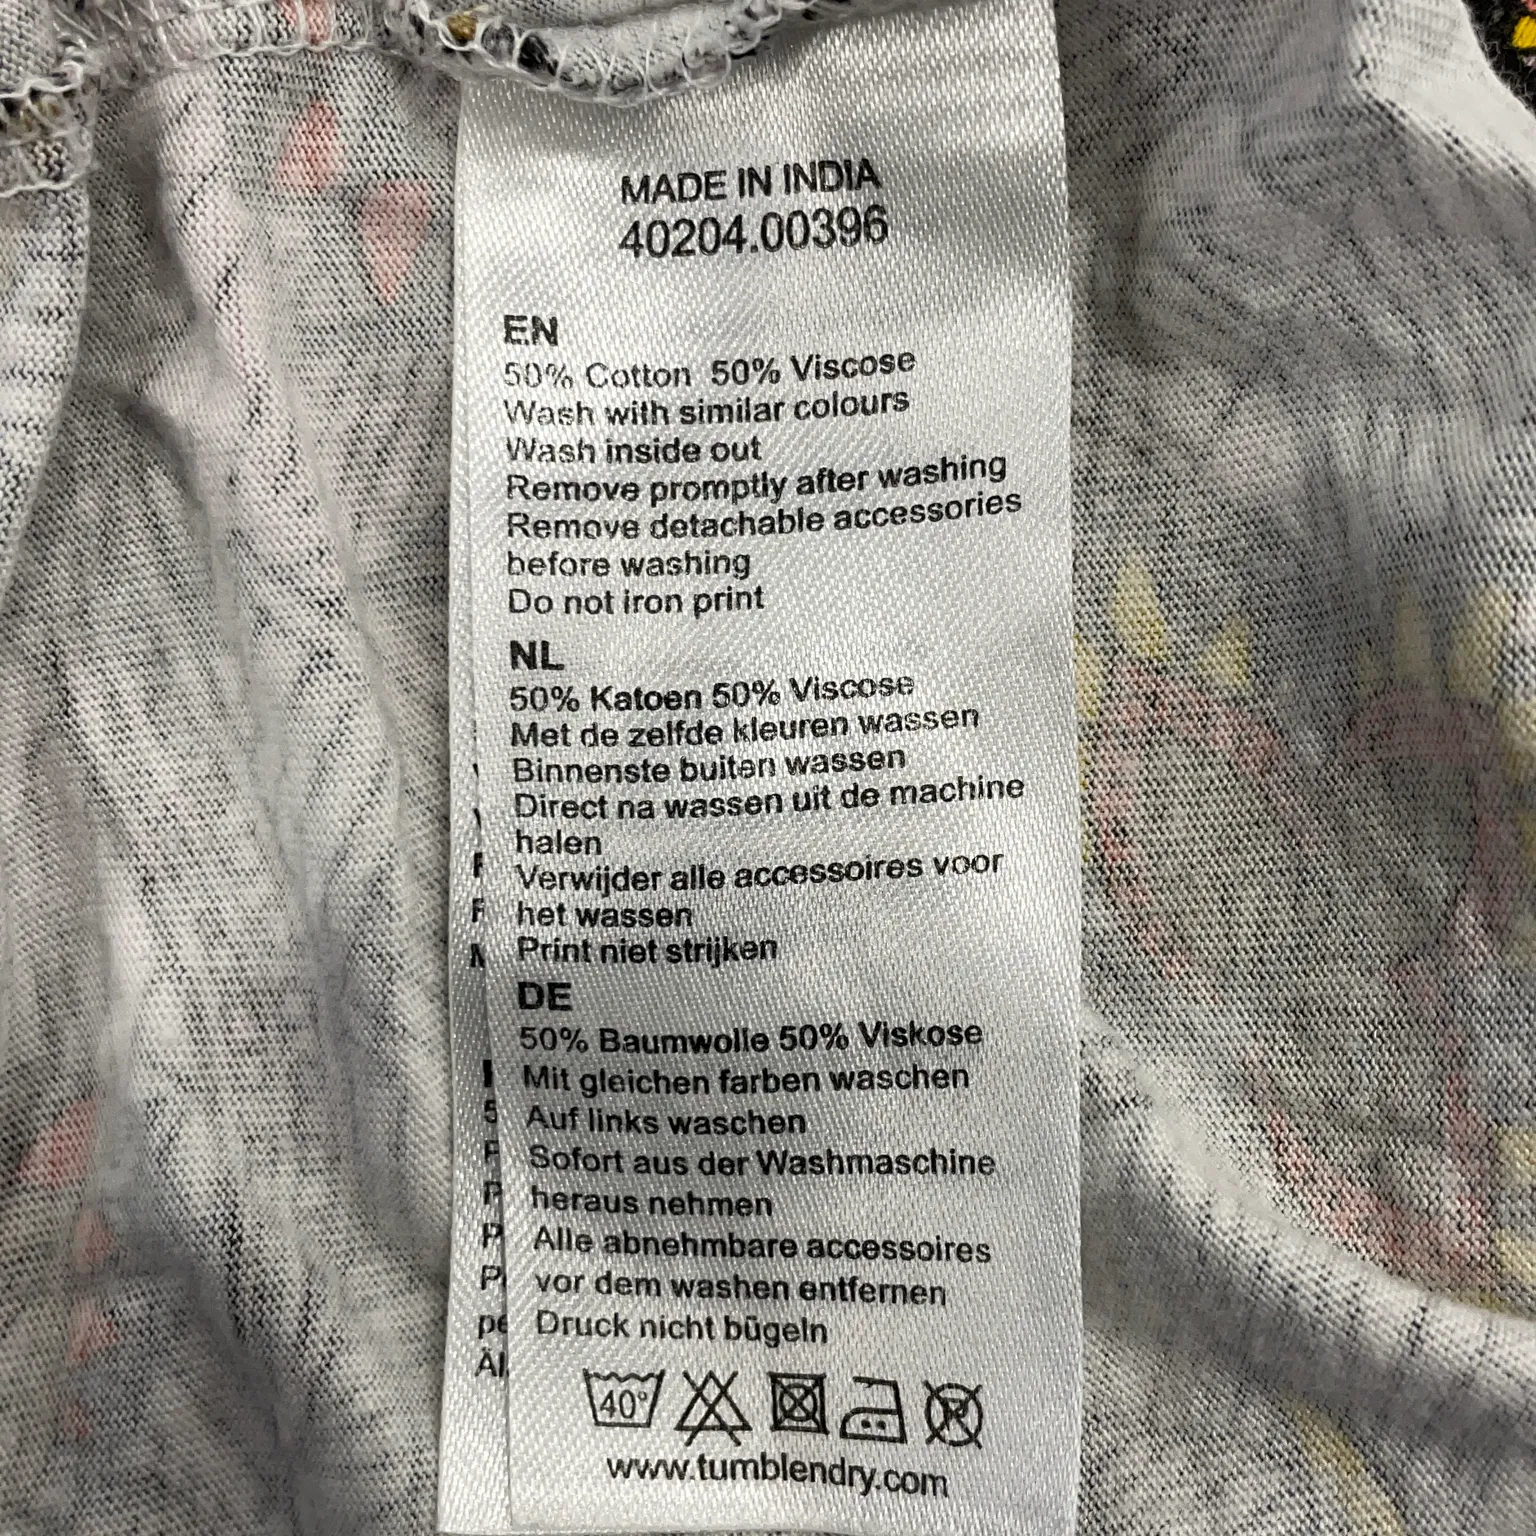 MADE IN INDIA
40204.00396
EN
50% Cotton 50% Viscose
Wash with similar colours
Wash inside out
Remove promptly after washing
Remove detachable accessories
before washing
Do not iron print
NL
50% Katoen 50% Viscose
Met de zelfde kleuren wassen
Binnenste buiten wassen
Direct na wassen uit de machine
halen
Verwijder alle accessoires voor
het wassen
Print niet strijken
DE
50% Baumwolle 50% Viskose
Mit gleichen farben waschen
Auf links waschen
Sofort aus der Washmaschine
heraus nehmen
Alle abnehmbare accessoires
vor dem washen entfernen
Druck nicht bügeln
40°
www.tumblendry.com